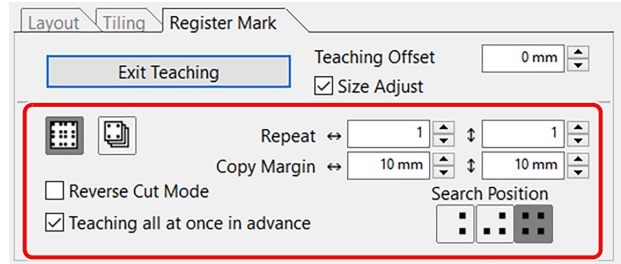 Layout Tiling Register Mark
Exit Teaching
Teaching Offset 0 mm
Size Adjust
Repeat ↔ 1 ↕ 1
Copy Margin ↔ 10 mm ↕ 10 mm
Reverse Cut Mode
Search Position
Teaching all at once in advance